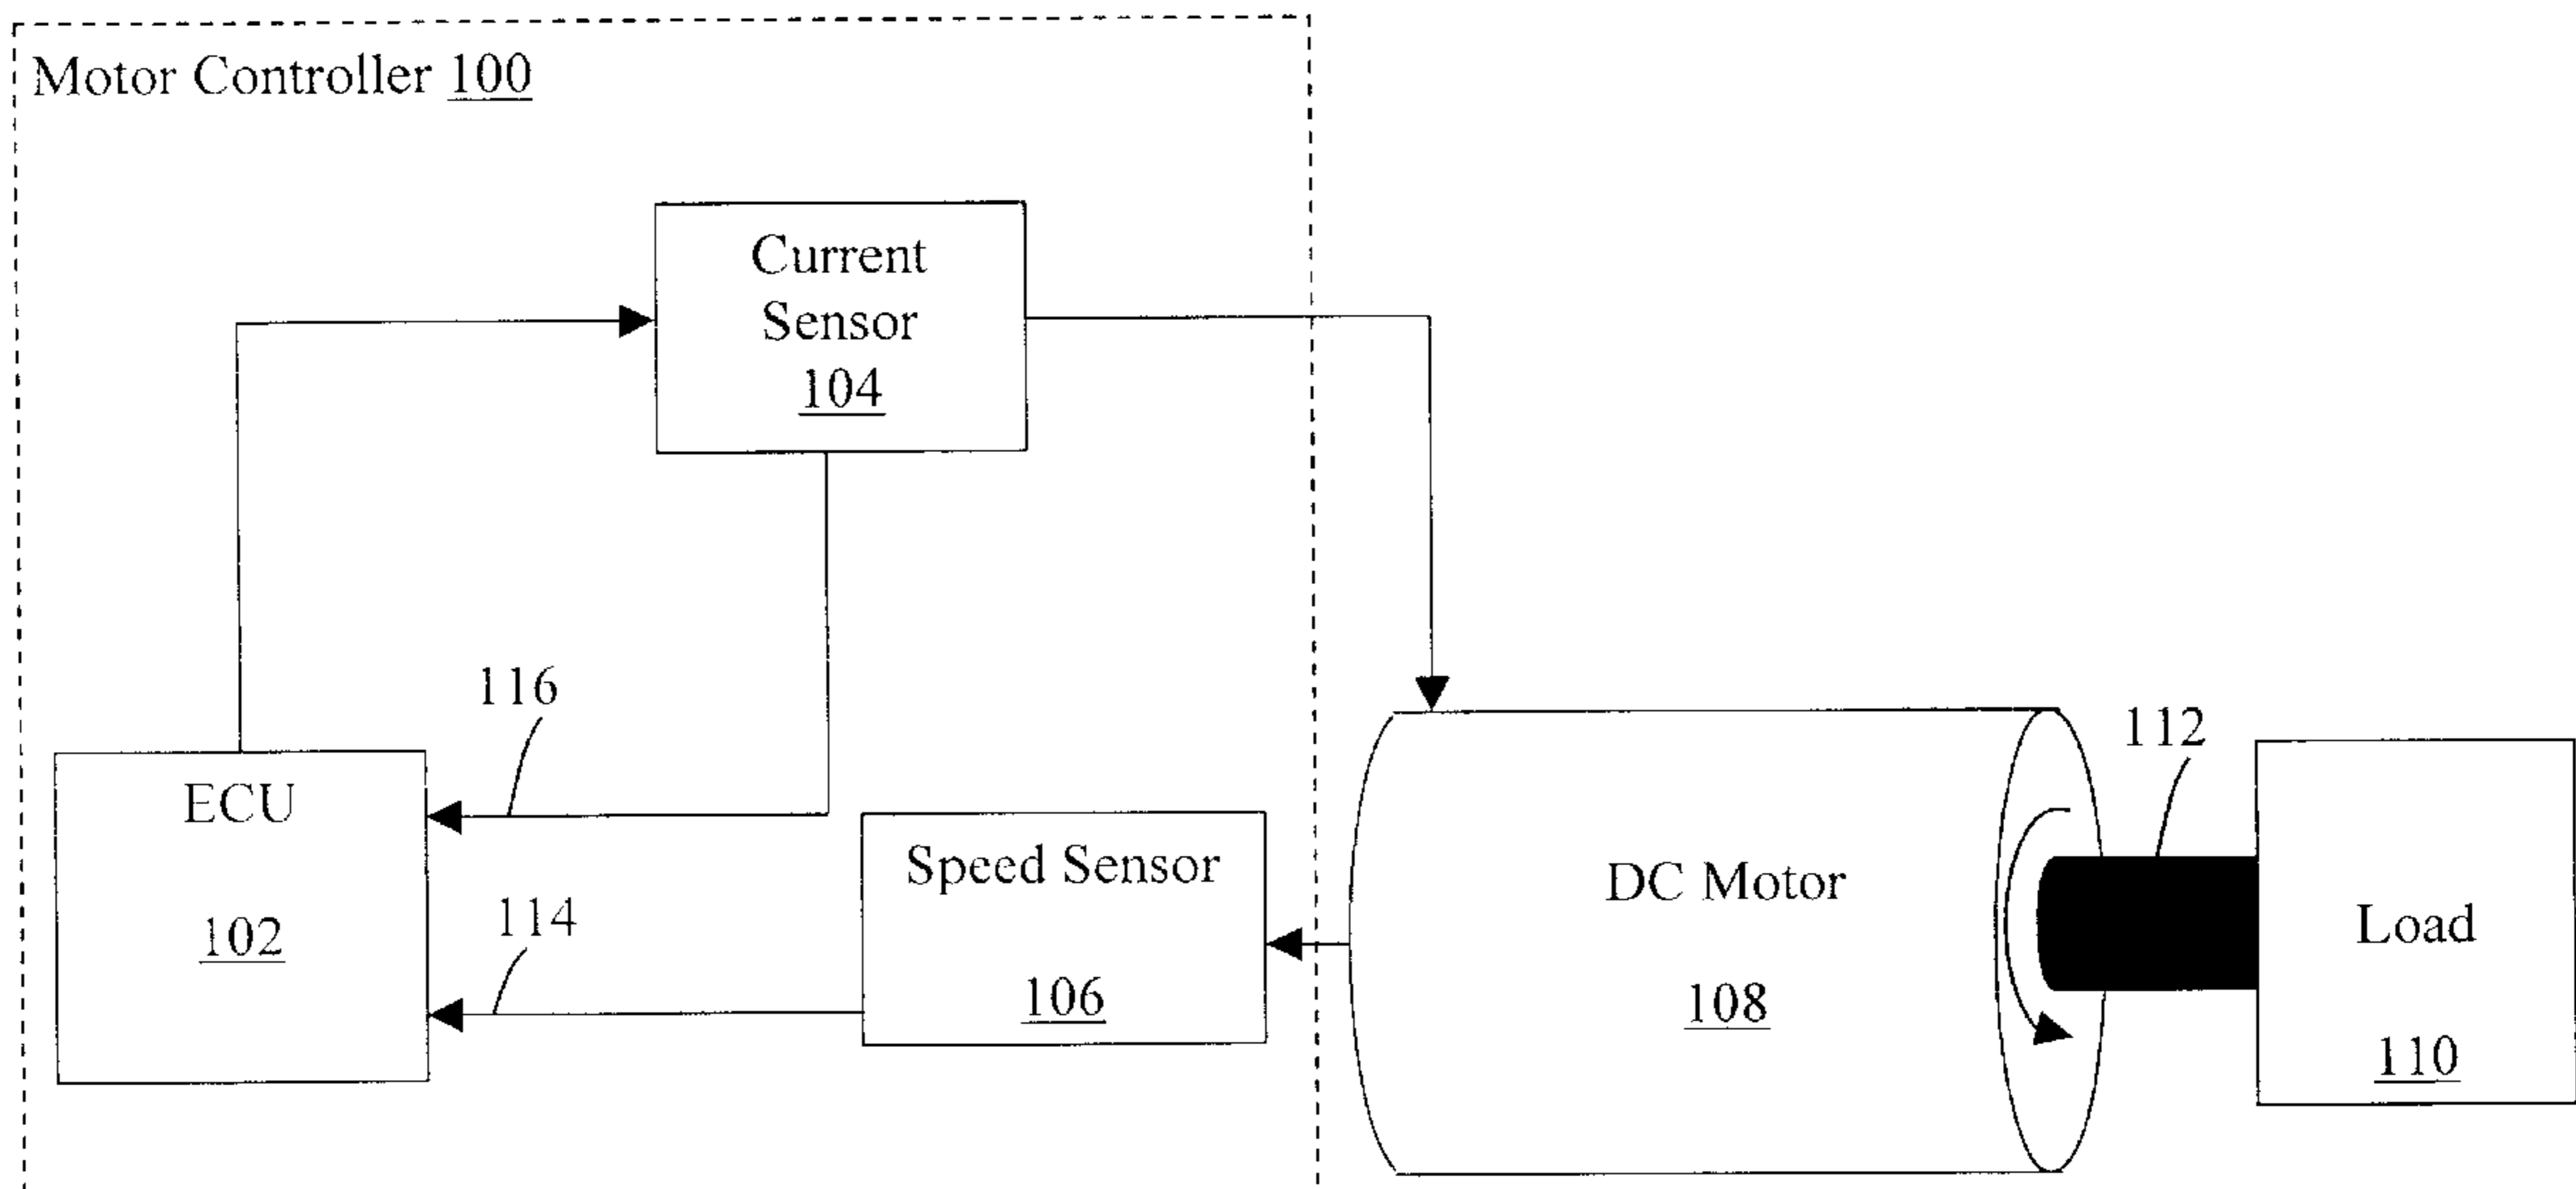 Motor Controller 100
Current
Sensor
104
116
ECU
102
114
Speed Sensor
106
DC Motor
108
112
Load
110